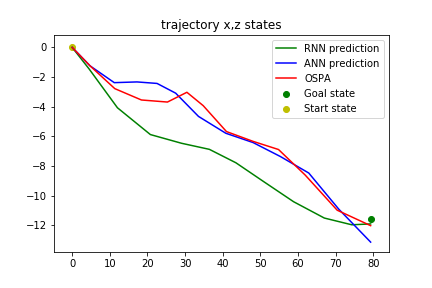 trajectory x,z states
RNN prediction
ANN prediction
OSPA
Goal state
Start state
0
−2
−4
−6
−8
−10
−12
0 10 20 30 40 50 60 70 80